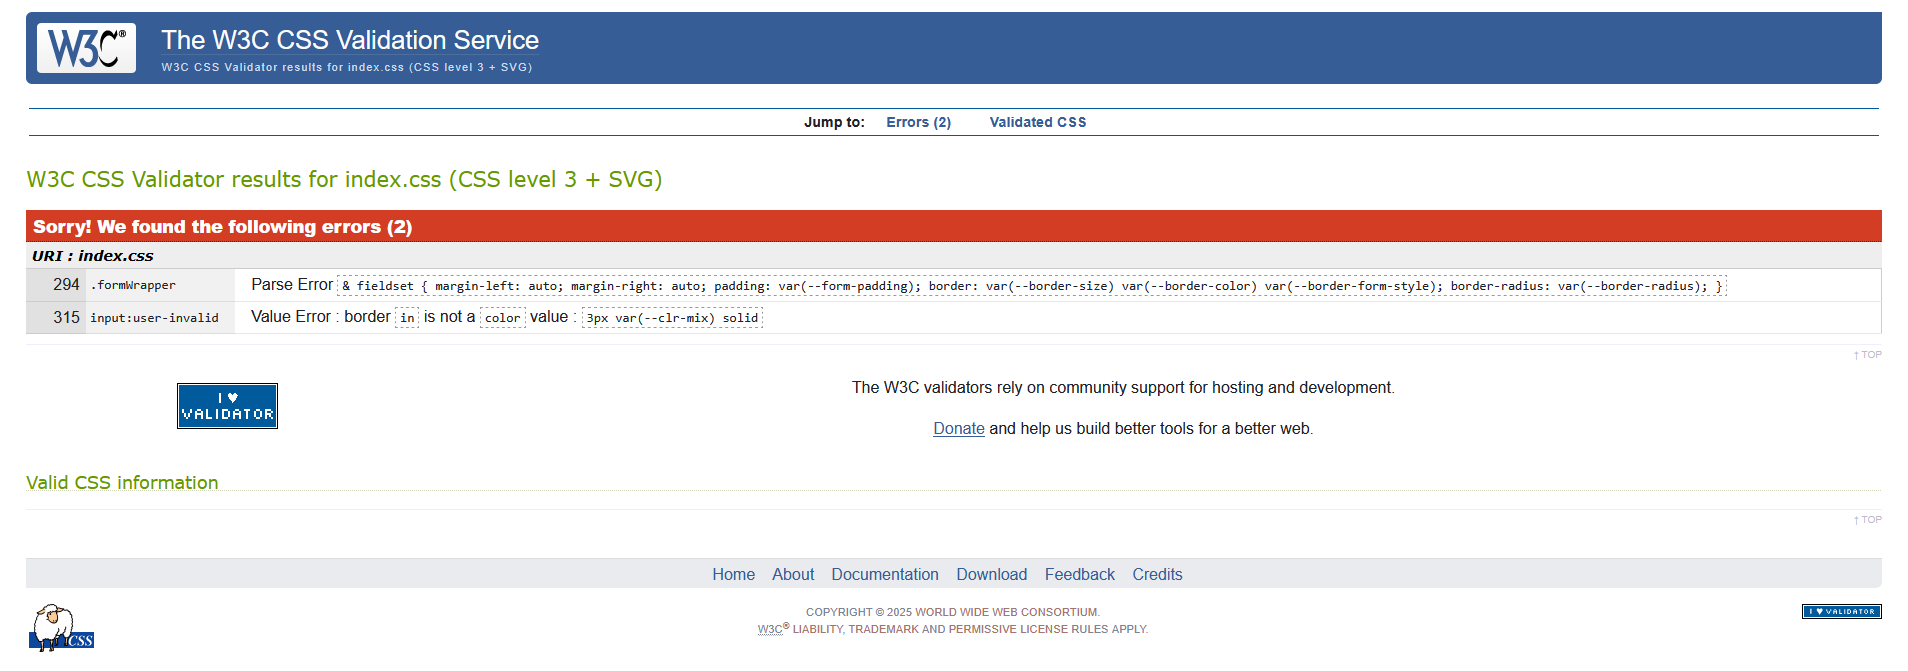 W3C®
The W3C CSS Validation Service
W3C CSS Validator results for index.css (CSS level 3 + SVG)
Jump to: Errors (2) Validated CSS
W3C CSS Validator results for index.css (CSS level 3 + SVG)
Sorry! We found the following errors (2)
URI : index.css
294 .formWrapper Parse Error & fieldset { margin-left: auto; margin-right: auto; padding: var(--form-padding); border: var(--border-size) var(--border-color) var(--border-form-style); border-radius: var(--border-radius); }
315 input:user-invalid Value Error : border in is not a color value : 3px var(--clr-mix) solid
↑ TOP
I ♥
VALIDATOR
The W3C validators rely on community support for hosting and development.
Donate and help us build better tools for a better web.
Valid CSS information
↑ TOP
Home About Documentation Download Feedback Credits
CSS
COPYRIGHT © 2025 WORLD WIDE WEB CONSORTIUM.
W3C® LIABILITY, TRADEMARK AND PERMISSIVE LICENSE RULES APPLY.
I ♥ VALIDATOR